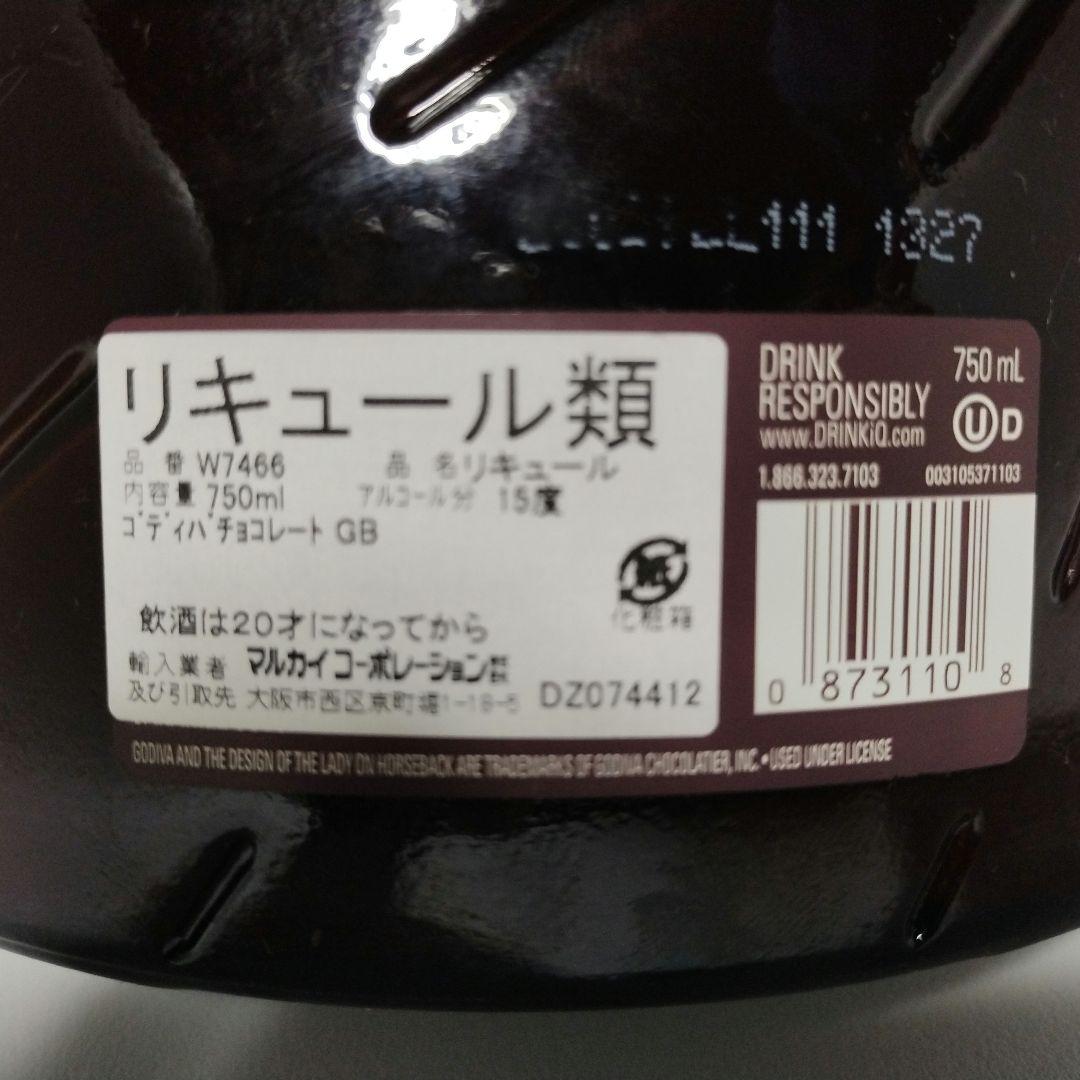 111 1327
リキュール類
品 番 W7466 品 名 リキュール
内容量 750ml アルコール分 15度
ゴディバチョコレート GB
化粧箱
飲酒は20才になってから
輸入業者 マルカイコーポレーション㈱
及び引取先 大阪市西区京町堀1-18-5 DZ074412
DRINK
RESPONSIBLY
www.DRINKiQ.com
750 mL
U D
1.866.323.7103 003105371103
0 873110 8
GODIVA AND THE DESIGN OF THE LADY ON HORSEBACK ARE TRADEMARKS OF GODIVA CHOCOLATIER, INC. • USED UNDER LICENSE